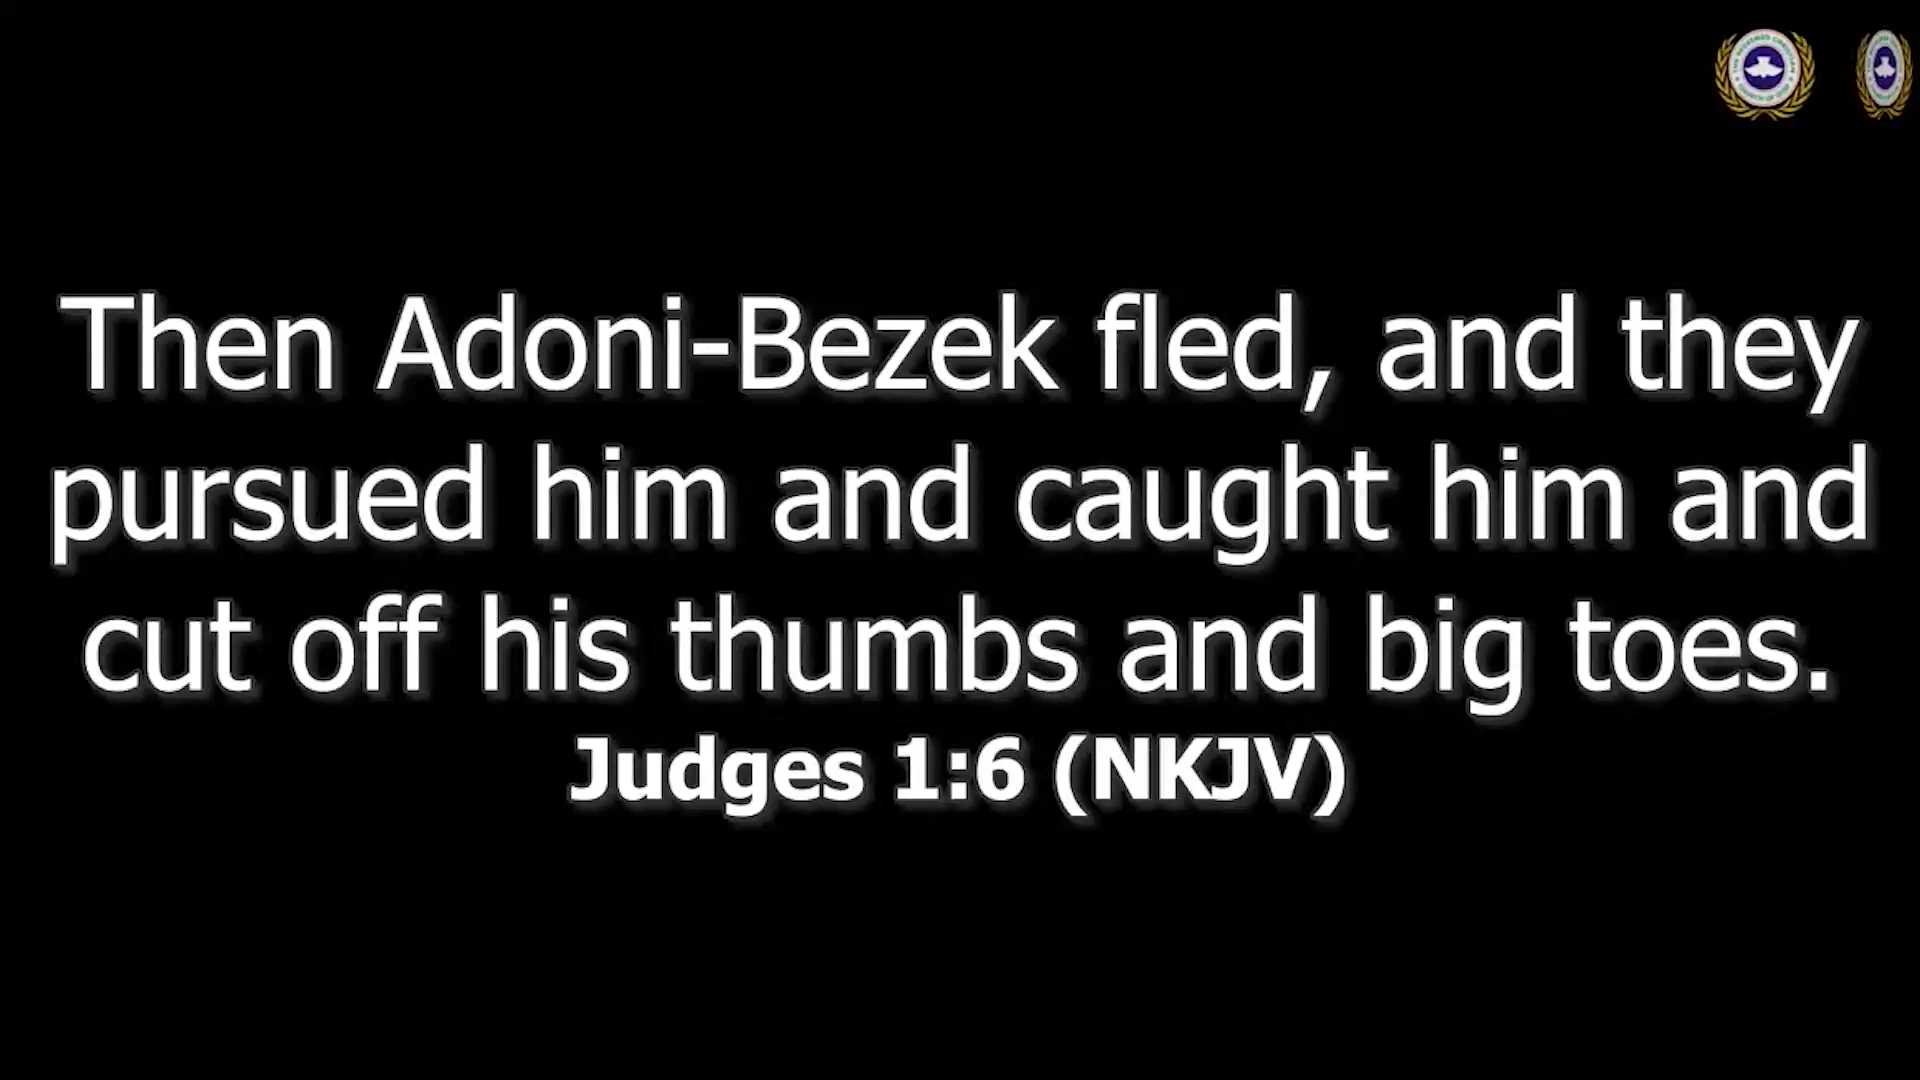 Then Adoni-Bezek fled, and they
pursued him and caught him and
cut off his thumbs and big toes.
Judges 1:6 (NKJV)